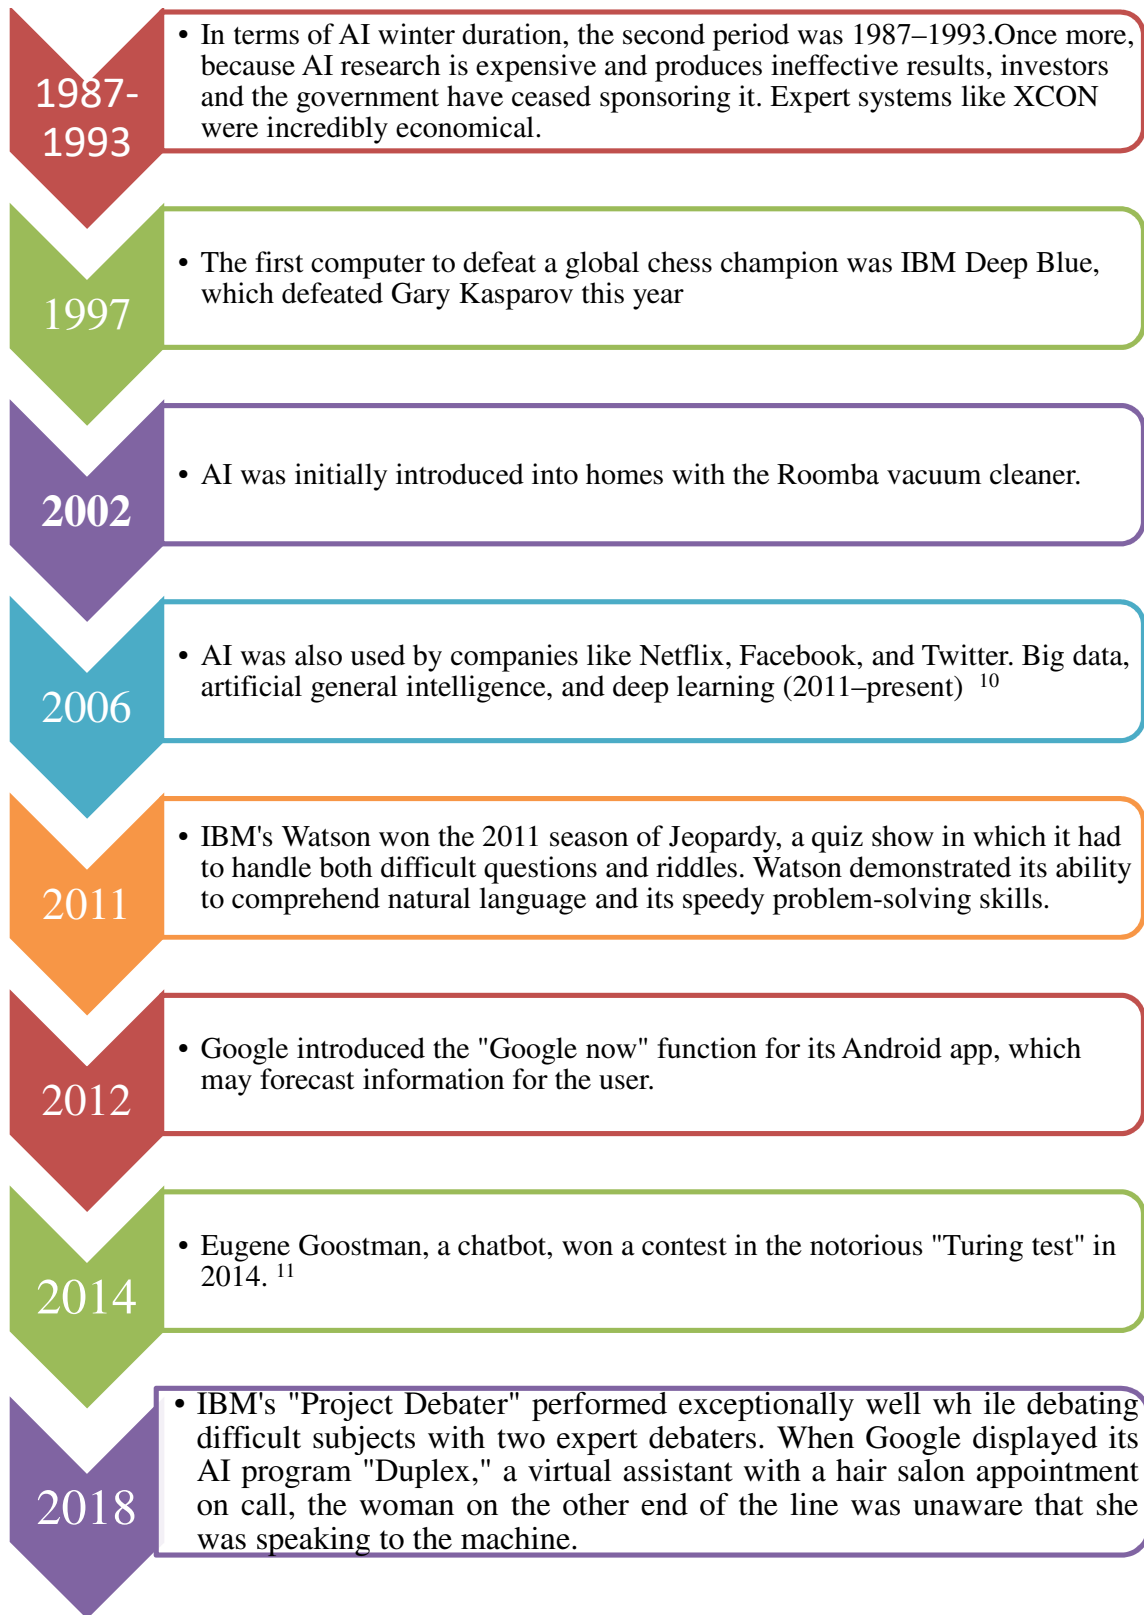 1987-
1993
• In terms of AI winter duration, the second period was 1987–1993.Once more,
because AI research is expensive and produces ineffective results, investors
and the government have ceased sponsoring it. Expert systems like XCON
were incredibly economical.
1997
• The first computer to defeat a global chess champion was IBM Deep Blue,
which defeated Gary Kasparov this year
2002
• AI was initially introduced into homes with the Roomba vacuum cleaner.
2006
• AI was also used by companies like Netflix, Facebook, and Twitter. Big data,
artificial general intelligence, and deep learning (2011–present) 10
2011
• IBM's Watson won the 2011 season of Jeopardy, a quiz show in which it had
to handle both difficult questions and riddles. Watson demonstrated its ability
to comprehend natural language and its speedy problem-solving skills.
2012
• Google introduced the "Google now" function for its Android app, which
may forecast information for the user.
2014
• Eugene Goostman, a chatbot, won a contest in the notorious "Turing test" in
2014. 11
2018
• IBM's "Project Debater" performed exceptionally well wh ile debating
difficult subjects with two expert debaters. When Google displayed its
AI program "Duplex," a virtual assistant with a hair salon appointment
on call, the woman on the other end of the line was unaware that she
was speaking to the machine.